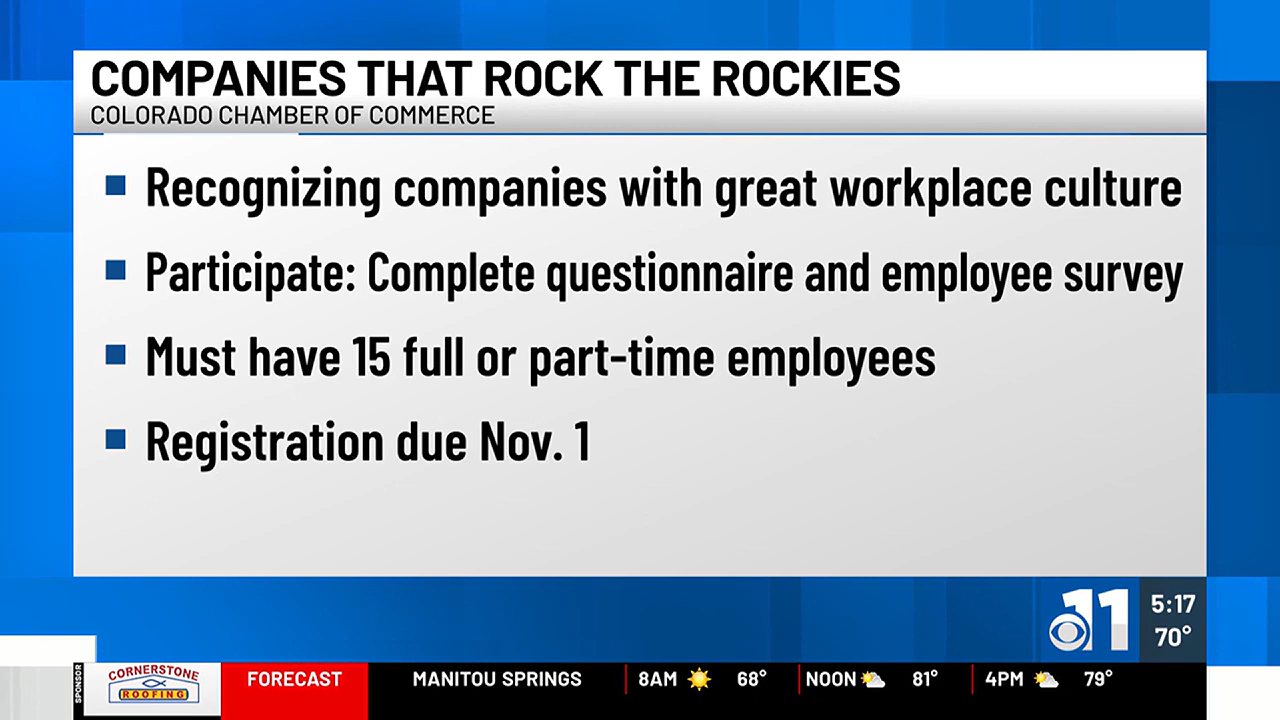 COMPANIES THAT ROCK THE ROCKIES
COLORADO CHAMBER OF COMMERCE
Recognizing companies with great workplace culture
Participate: Complete questionnaire and employee survey
Must have 15 full or part-time employees
Registration due Nov. 1
11
5:17
70°
SPONSOR
CORNERSTONE
ROOFING
FORECAST
MANITOU SPRINGS
8AM 68°
NOON 81°
4PM 79°